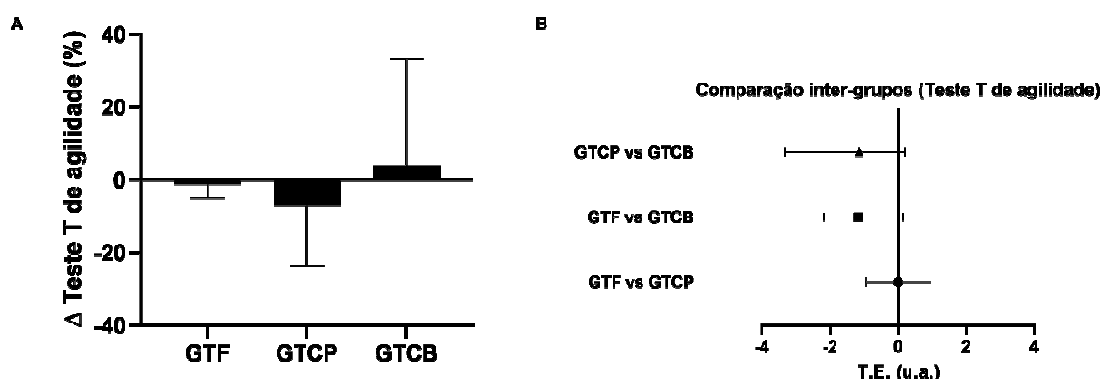 A
Δ Teste T de agilidade (%)
40
20
0
-20
-40
GTF
GTCP
GTCB
B
Comparação inter-grupos (Teste T de agilidade)
GTCP vs GTCB
GTF vs GTCB
GTF vs GTCP
-4
-2
0
2
4
T.E. (u.a.)